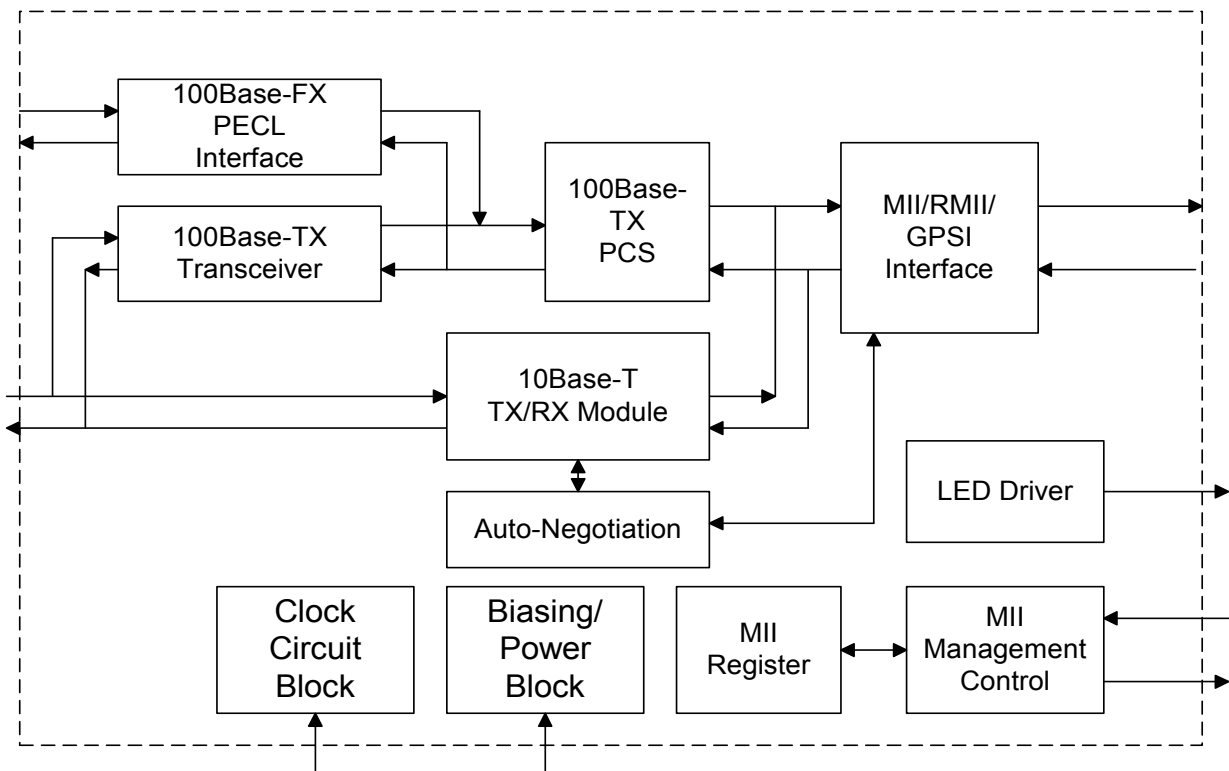 100Base-FX
PECL
Interface
100Base-TX
Transceiver
100Base-
TX
PCS
MII/RMII/
GPSI
Interface
10Base-T
TX/RX Module
Auto-Negotiation
LED Driver
Clock
Circuit
Block
Biasing/
Power
Block
MII
Register
MII
Management
Control